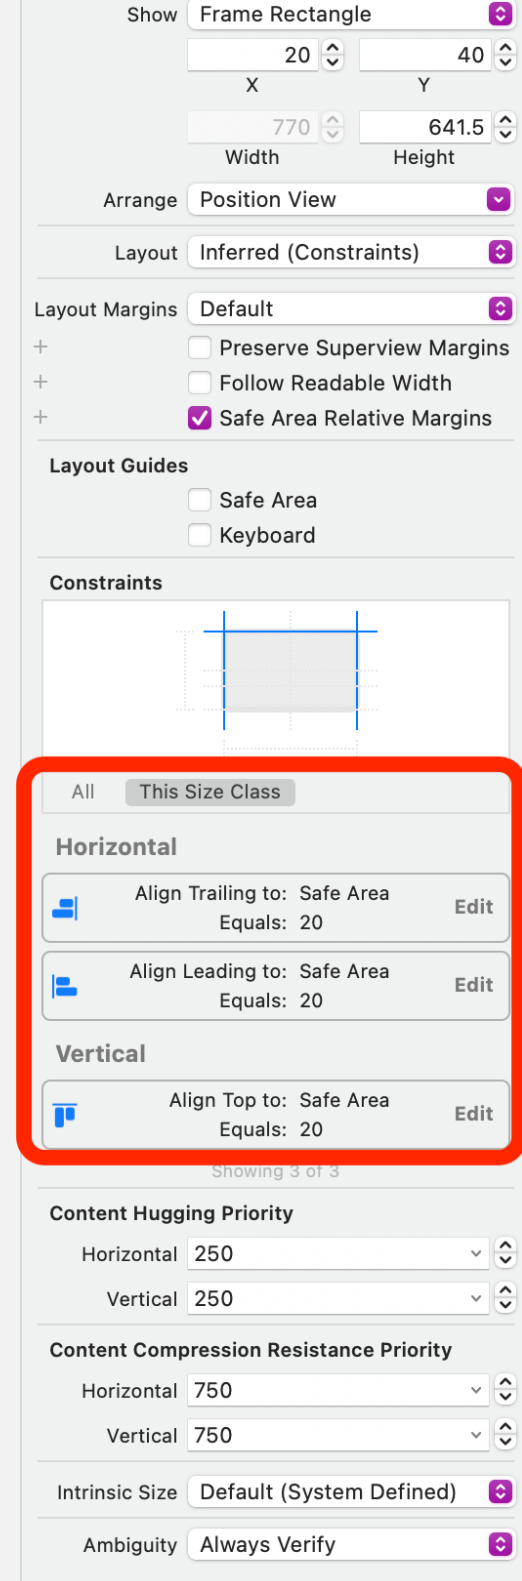 Show Frame Rectangle
20 40
X Y
770 641.5
Width Height
Arrange Position View
Layout Inferred (Constraints)
Layout Margins Default
+ Preserve Superview Margins
+ Follow Readable Width
+ Safe Area Relative Margins
Layout Guides
Safe Area
Keyboard
Constraints
All This Size Class
Horizontal
Align Trailing to: Safe Area
Edit
Equals: 20
Align Leading to: Safe Area
Edit
Equals: 20
Vertical
Align Top to: Safe Area
Edit
Equals: 20
Showing 3 of 3
Content Hugging Priority
Horizontal 250
Vertical 250
Content Compression Resistance Priority
Horizontal 750
Vertical 750
Intrinsic Size Default (System Defined)
Ambiguity Always Verify